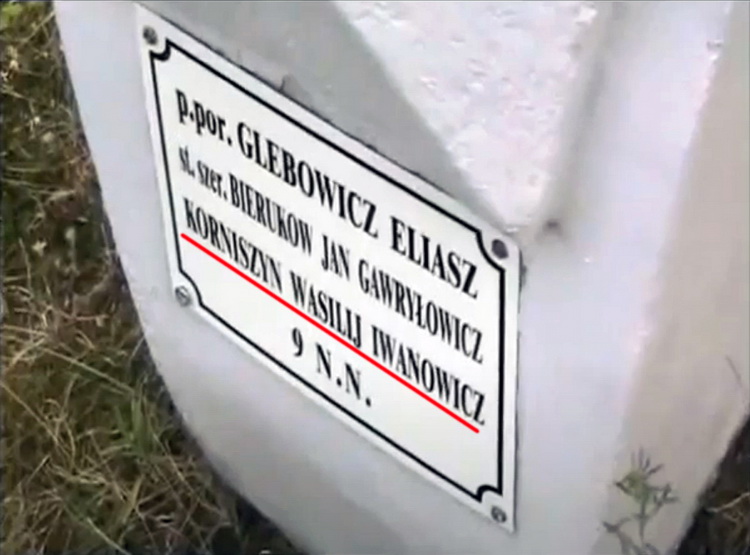 p.por. GLEBOWICZ ELIASZ
st. szer. BIERUKOW JAN GAWRYŁOWICZ
KORNISZYN WASILIJ IWANOWICZ
9 N.N.